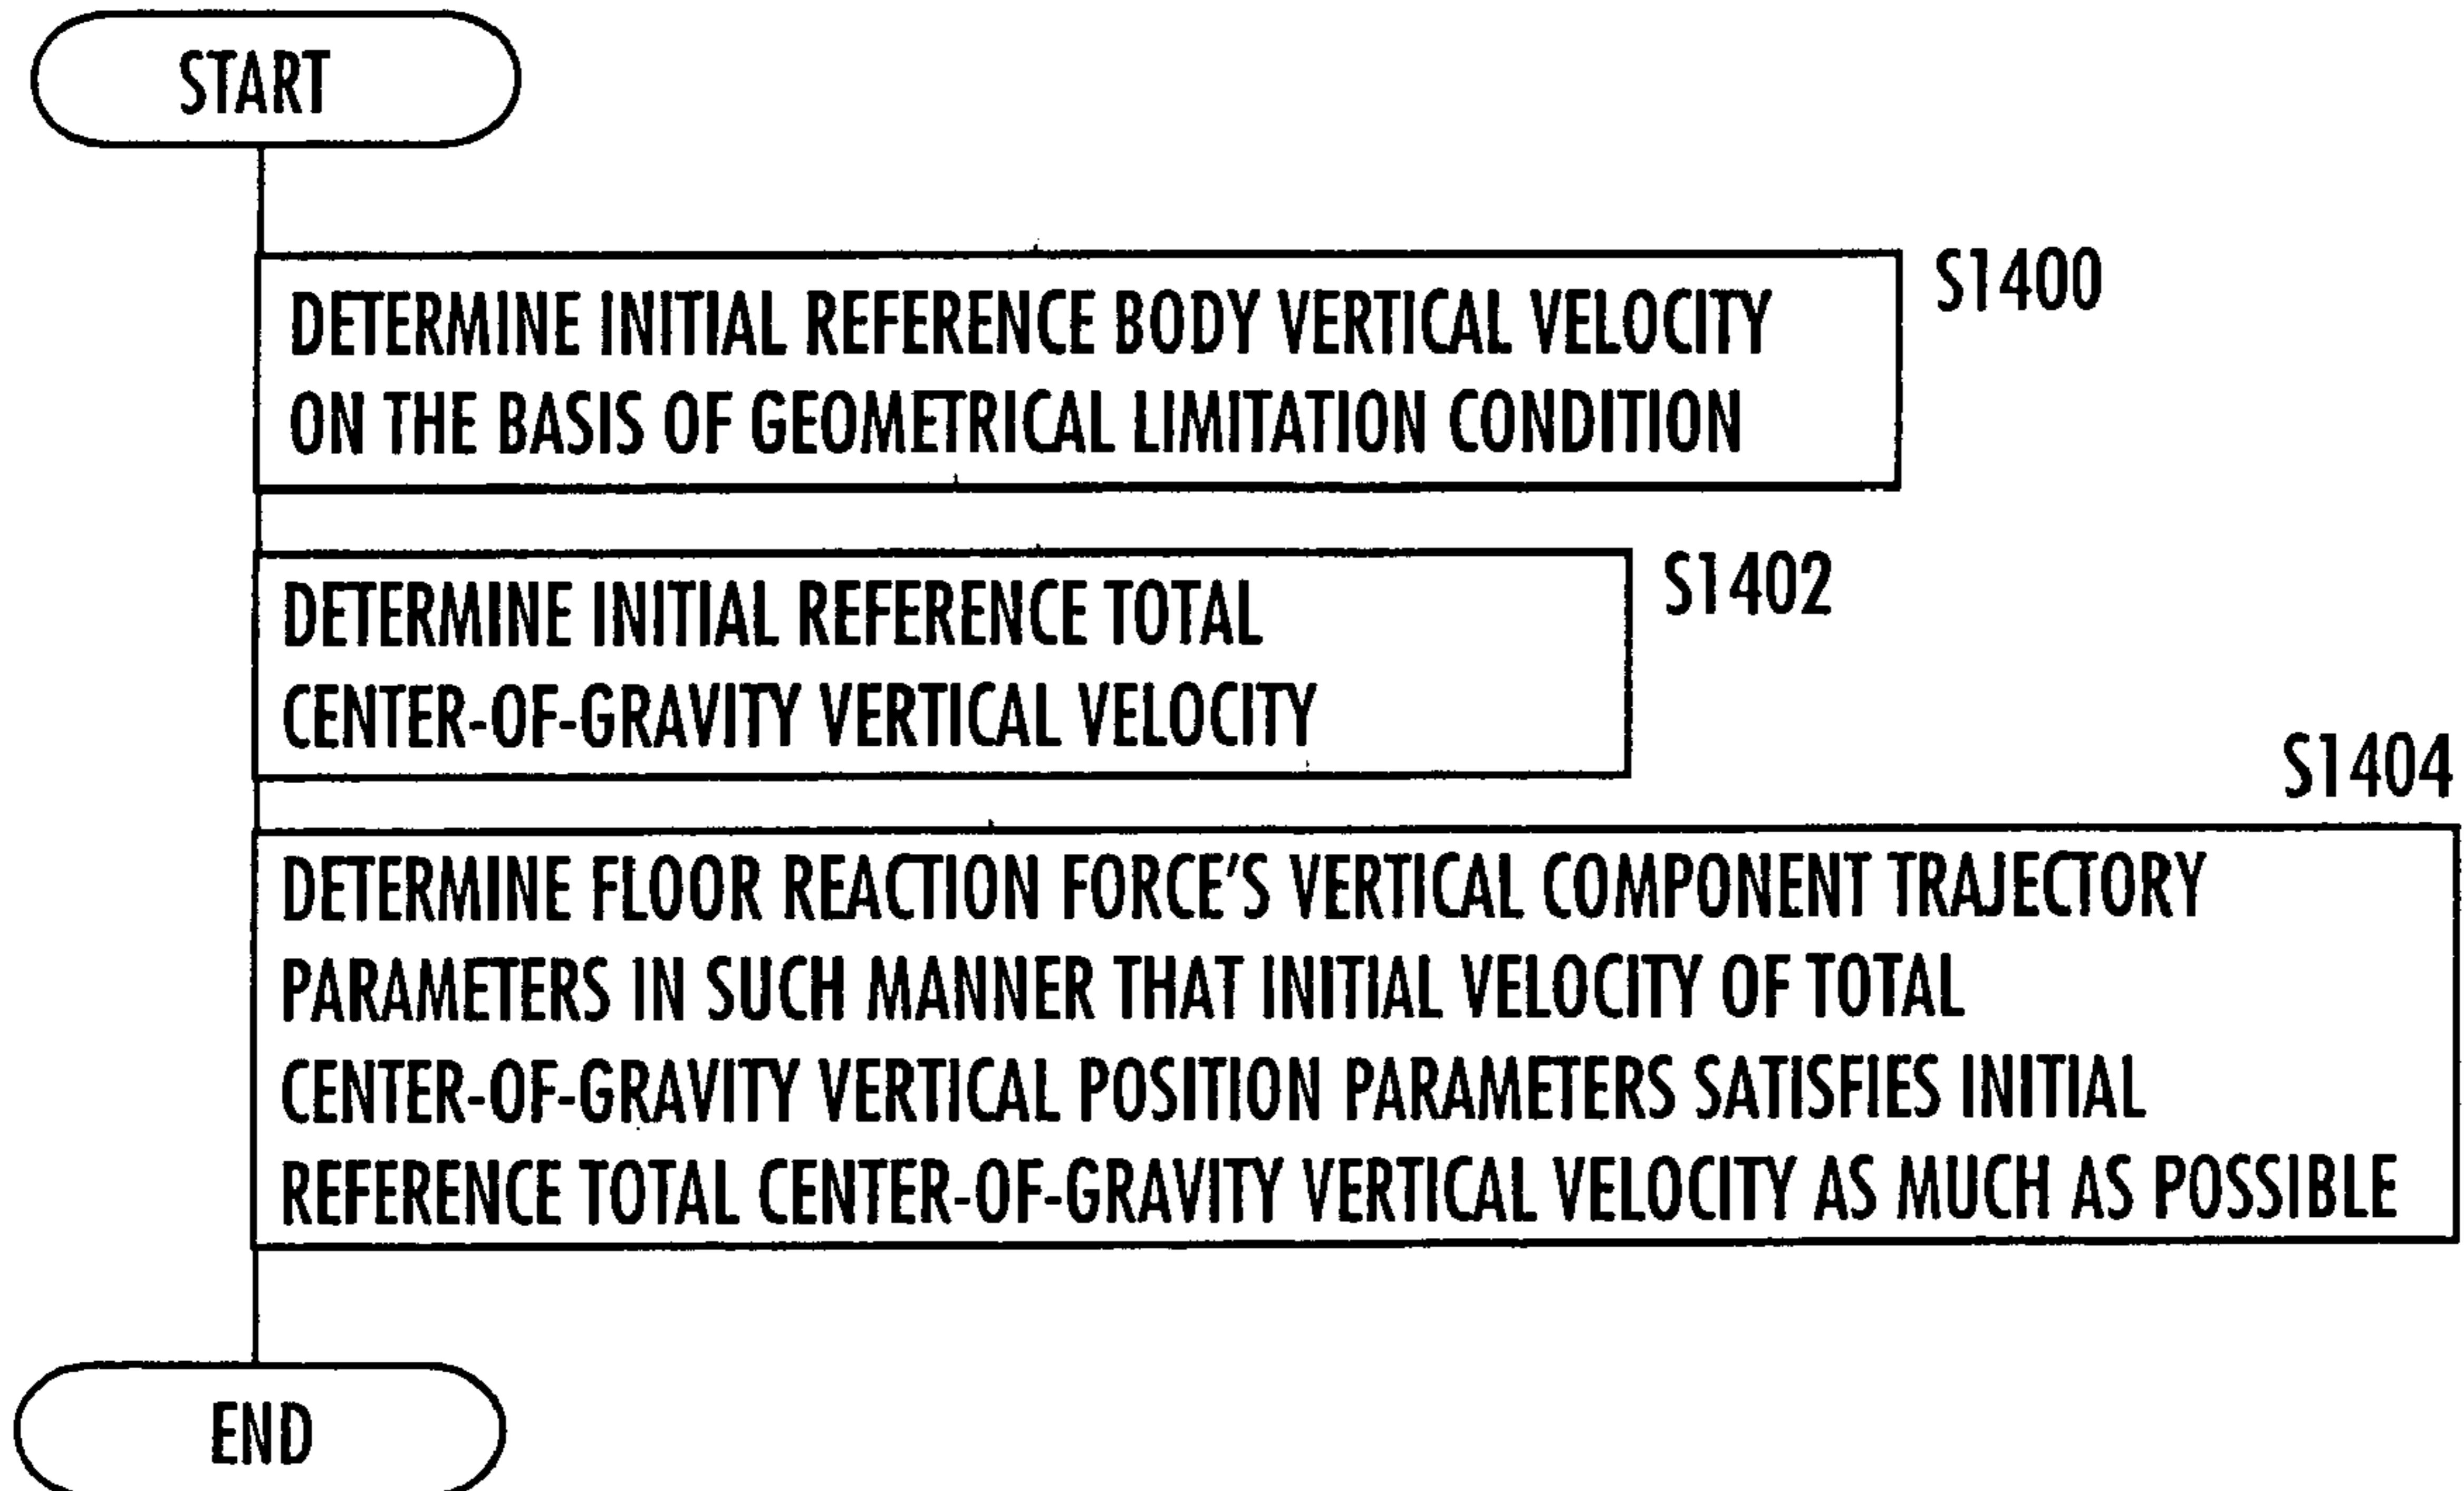 START
S1400
DETERMINE INITIAL REFERENCE BODY VERTICAL VELOCITY
ON THE BASIS OF GEOMETRICAL LIMITATION CONDITION
S1402
DETERMINE INITIAL REFERENCE TOTAL
CENTER-OF-GRAVITY VERTICAL VELOCITY
S1404
DETERMINE FLOOR REACTION FORCE'S VERTICAL COMPONENT TRAJECTORY
PARAMETERS IN SUCH MANNER THAT INITIAL VELOCITY OF TOTAL
CENTER-OF-GRAVITY VERTICAL POSITION PARAMETERS SATISFIES INITIAL
REFERENCE TOTAL CENTER-OF-GRAVITY VERTICAL VELOCITY AS MUCH AS POSSIBLE
END